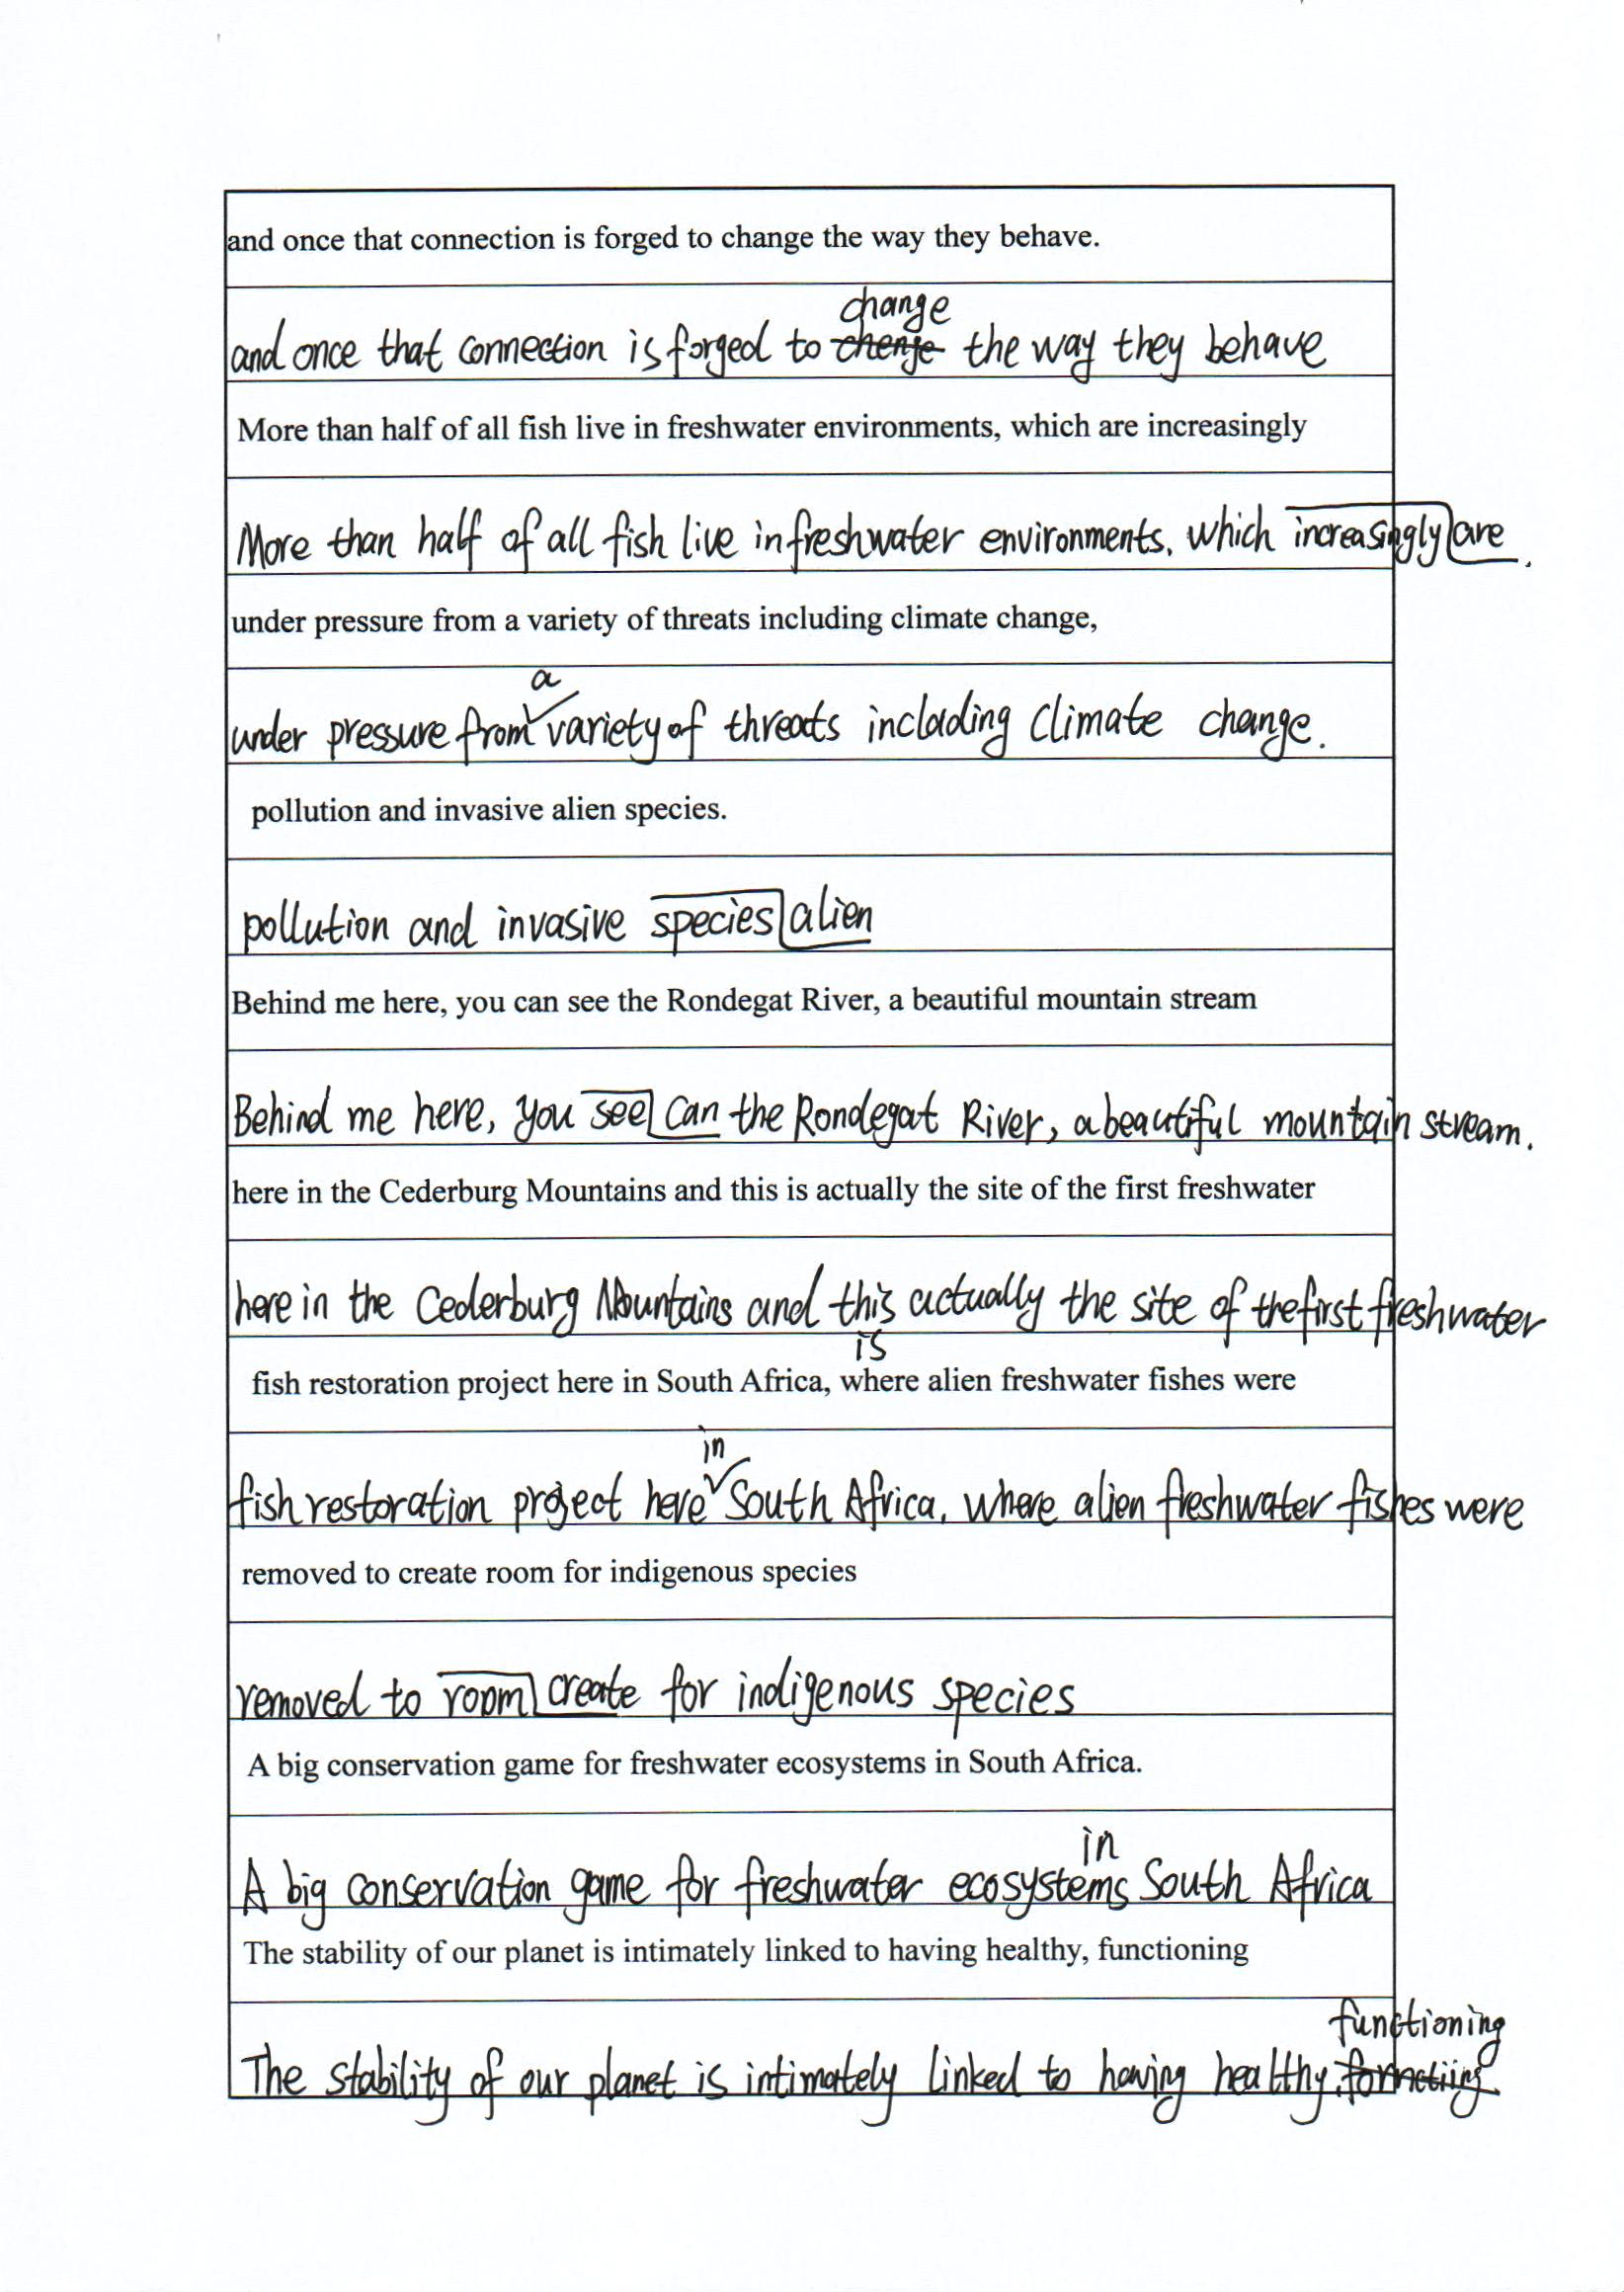 and once that connection is forged to change the way they behave.
change
and once that connection is forged to chenge the way they behave
More than half of all fish live in freshwater environments, which are increasingly
More than half of all fish live in freshwater environments. which increasingly are.
under pressure from a variety of threats including climate change,
a
under pressure from variety of threats inclading climate change.
pollution and invasive alien species.
pollution and invasive species alien
Behind me here, you can see the Rondegat River, a beautiful mountain stream
Behind me here, you see can the Rondegat River, a beautiful mountain stream.
here in the Cederburg Mountains and this is actually the site of the first freshwater
here in the Cederburg Mountains and this actually the site of the first freshwater
is
fish restoration project here in South Africa, where alien freshwater fishes were
in
fish restoration project here South Africa. where alien freshwater fishes were
removed to create room for indigenous species
removed to room create for indigenous species
A big conservation game for freshwater ecosystems in South Africa.
in
A big conservation game for freshwater ecosystems South Africa
The stability of our planet is intimately linked to having healthy, functioning
functioning
The stability of our planet is intimately linked to having healthy.